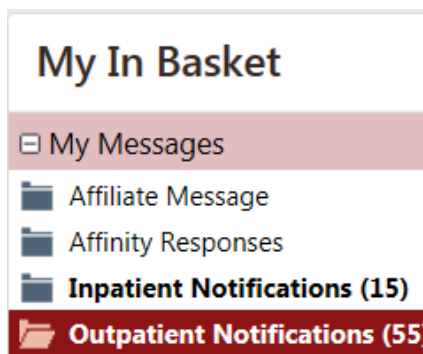 My In Basket
My Messages
Affiliate Message
Affinity Responses
Inpatient Notifications (15)
Outpatient Notifications (55)